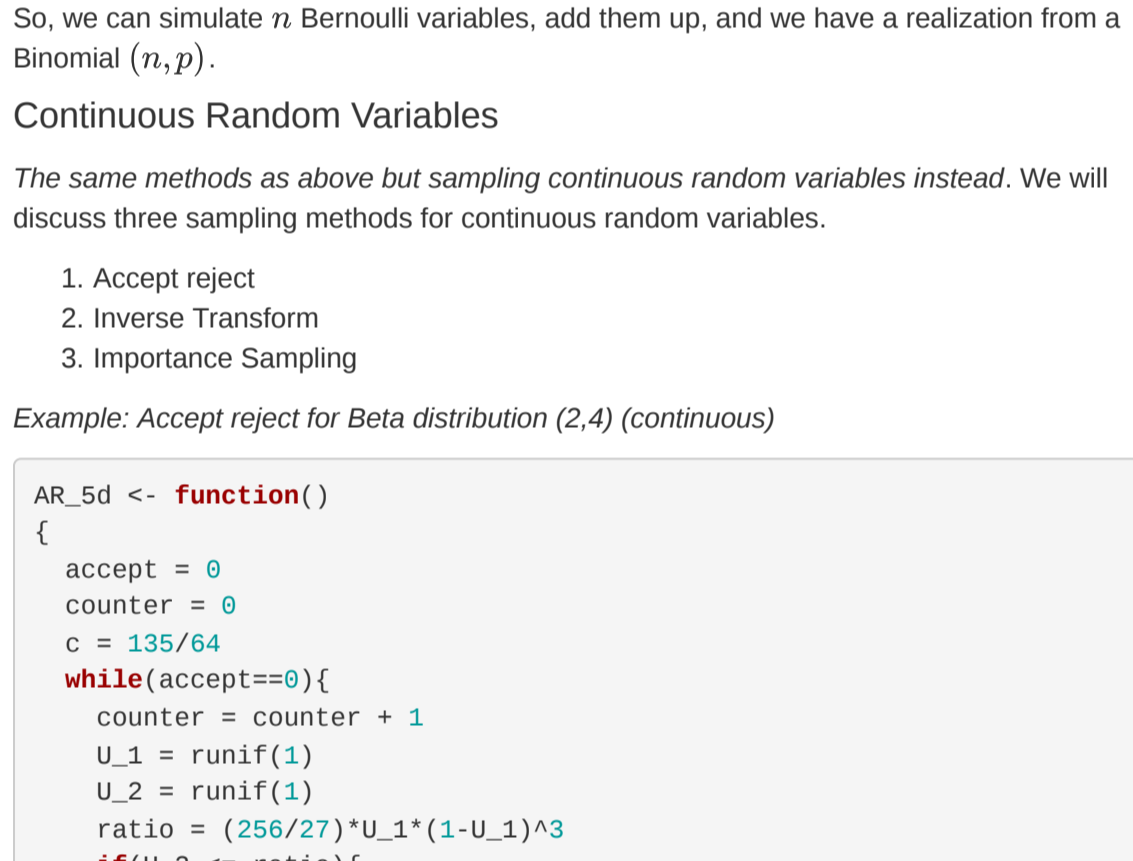 So, we can simulate n Bernoulli variables, add them up, and we have a realization from a
Binomial (n, p).
Continuous Random Variables
The same methods as above but sampling continuous random variables instead. We will
discuss three sampling methods for continuous random variables.
1. Accept reject
2. Inverse Transform
3. Importance Sampling
Example: Accept reject for Beta distribution (2,4) (continuous)
AR_5d <- function()
{
  accept = 0
  counter = 0
  c = 135/64
  while(accept==0){
    counter = counter + 1
    U_1 = runif(1)
    U_2 = runif(1)
    ratio = (256/27)*U_1*(1-U_1)^3